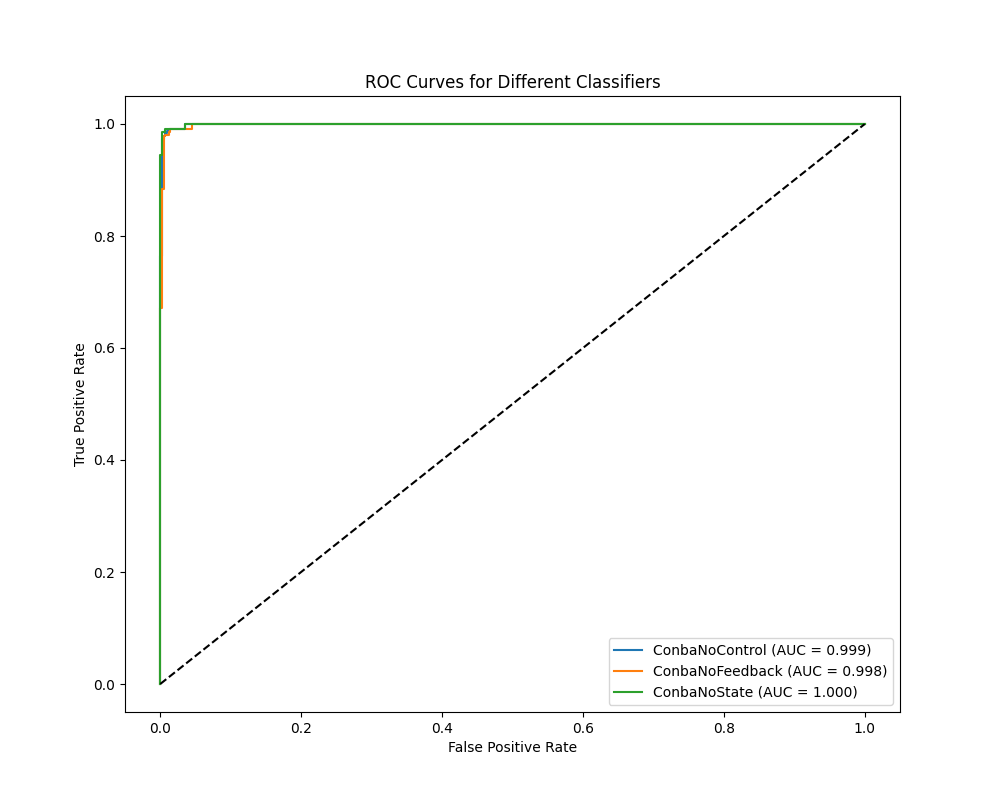 ROC Curves for Different Classifiers
True Positive Rate
1.0
0.8
0.6
0.4
0.2
0.0
ConbaNoControl (AUC = 0.999)
ConbaNoFeedback (AUC = 0.998)
ConbaNoState (AUC = 1.000)
0.0 0.2 0.4 0.6 0.8 1.0
False Positive Rate